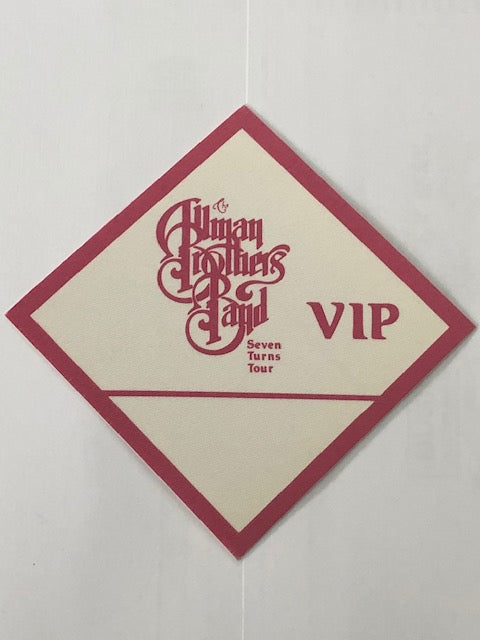 The
Allman
Brothers
Band
Seven
Turns
Tour
VIP